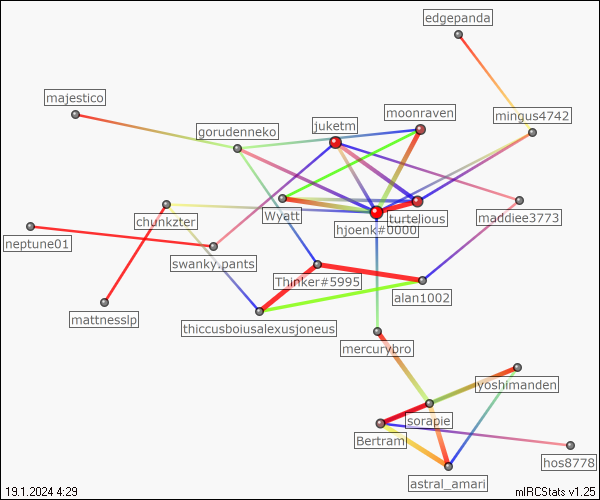 edgepanda
majestico
moonraven
mingus4742
juketm
gorudenneko
Wyatt
turtelious
maddiee3773
chunkzter
hjoenk#0000
neptune01
swanky.pants
Thinker#5995
alan1002
mattnesslp
thiccusboiusalexusjoneus
mercurybro
yoshimanden
sorapie
Bertram
hos8778
astral_amari
19.1.2024 4:29
mIRCStats v1.25